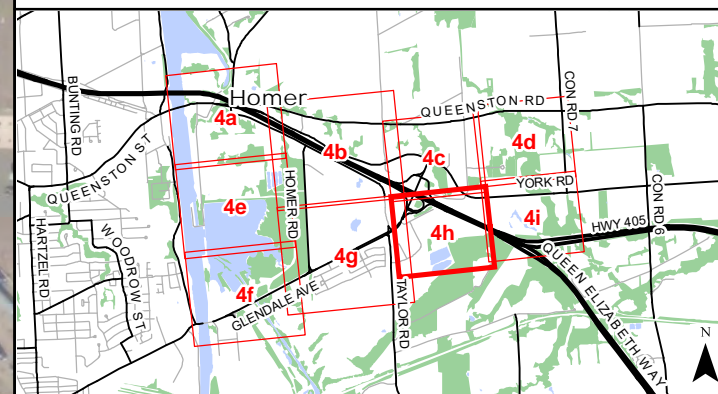 Homer
BUNTING RD
QUEENSTON RD
CON RD 7
4a
4b
4c
4d
QUEENSTON ST
HOMER RD
YORK RD
CON RD 6
4e
4h
4i
HWY 405
HARTZEL RD
WOODROW ST
4g
4f
GLENDALE AVE
TAYLOR RD
QUEEN ELIZABETH WAY
N